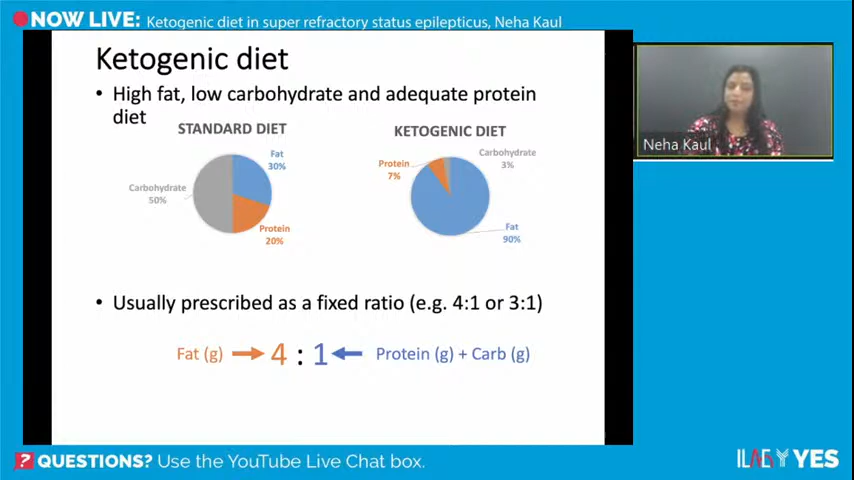 NOW LIVE: Ketogenic diet in super refractory status epilepticus, Neha Kaul
Ketogenic diet
• High fat, low carbohydrate and adequate protein
diet
STANDARD DIET
Fat
30%
Carbohydrate
50%
Protein
20%
KETOGENIC DIET
Carbohydrate
3%
Protein
7%
Fat
90%
• Usually prescribed as a fixed ratio (e.g. 4:1 or 3:1)
Fat (g) 4 : 1 Protein (g) + Carb (g)
Neha Kaul
? QUESTIONS? Use the YouTube Live Chat box.
ILAE YES